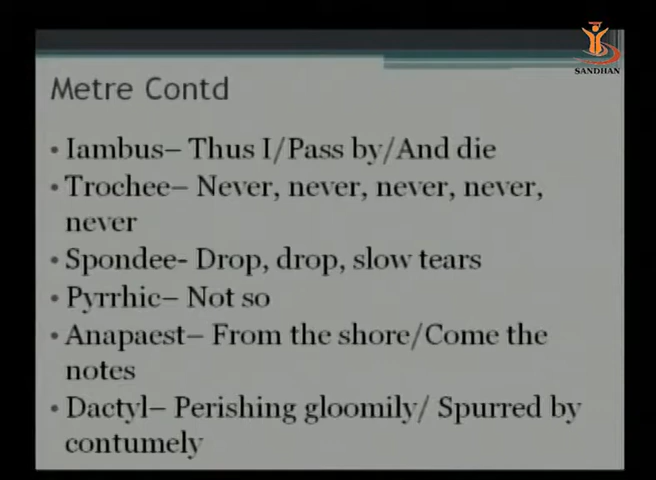 SANDHAN
Metre Contd
• Iambus– Thus I/Pass by/And die
• Trochee– Never, never, never, never,
never
• Spondee- Drop, drop, slow tears
• Pyrrhic– Not so
• Anapaest– From the shore/Come the
notes
• Dactyl– Perishing gloomily/ Spurred by
contumely